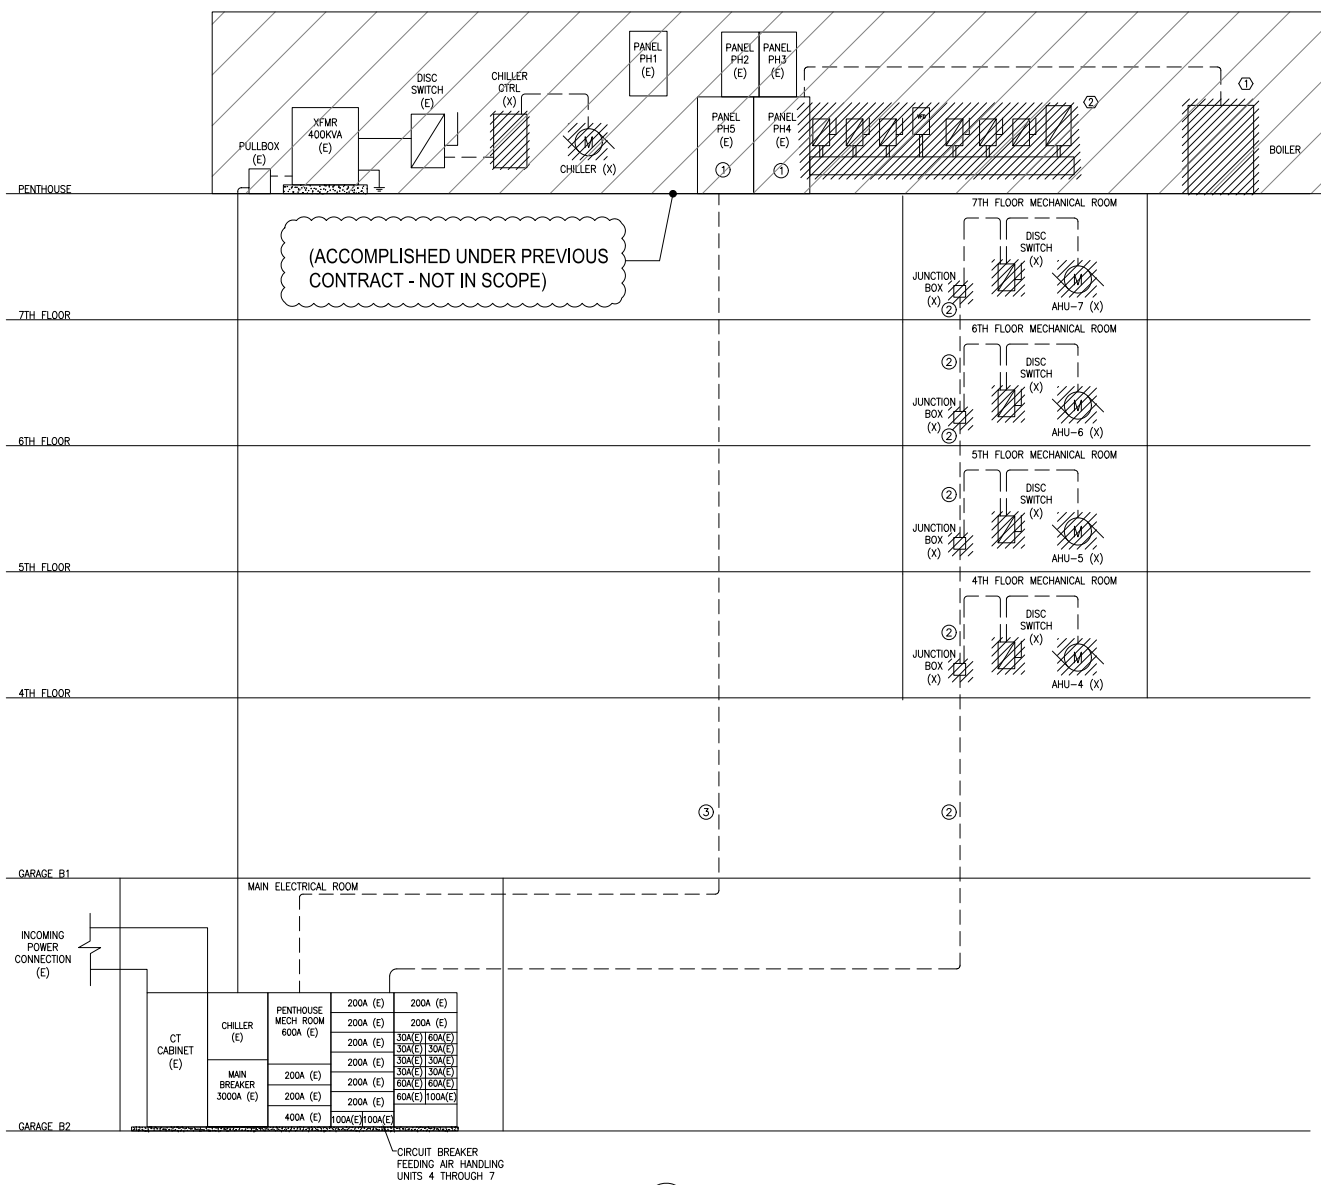 PANEL
PH1
(E)
PANEL
PH2
(E)
PANEL
PH3
(E)
DISC
SWITCH
(E)
CHILLER
CTRL
(X)
XFMR
400KVA
(E)
PULLBOX
(E)
M
CHILLER (X)
PANEL
PH5
(E)
1
PANEL
PH4
(E)
1
2
1
BOILER
PENTHOUSE
(ACCOMPLISHED UNDER PREVIOUS
CONTRACT - NOT IN SCOPE)
7TH FLOOR MECHANICAL ROOM
DISC
SWITCH
(X)
JUNCTION
BOX
(X)
2
M
AHU-7 (X)
7TH FLOOR
6TH FLOOR MECHANICAL ROOM
2
DISC
SWITCH
(X)
JUNCTION
BOX
(X)
2
M
AHU-6 (X)
6TH FLOOR
5TH FLOOR MECHANICAL ROOM
2
DISC
SWITCH
(X)
JUNCTION
BOX
(X)
M
AHU-5 (X)
5TH FLOOR
4TH FLOOR MECHANICAL ROOM
2
DISC
SWITCH
(X)
JUNCTION
BOX
(X)
M
AHU-4 (X)
4TH FLOOR
3
2
GARAGE B1
MAIN ELECTRICAL ROOM
INCOMING
POWER
CONNECTION
(E)
CT
CABINET
(E)
CHILLER
(E)
MAIN
BREAKER
3000A (E)
PENTHOUSE
MECH ROOM
600A (E)
200A (E)
200A (E)
400A (E)
200A (E)
200A (E)
200A (E)
200A (E)
200A (E)
200A (E)
100A(E) 100A(E)
200A (E)
200A (E)
30A(E) 60A(E)
30A(E) 30A(E)
30A(E) 30A(E)
30A(E) 30A(E)
60A(E) 60A(E)
60A(E) 100A(E)
GARAGE B2
CIRCUIT BREAKER
FEEDING AIR HANDLING
UNITS 4 THROUGH 7